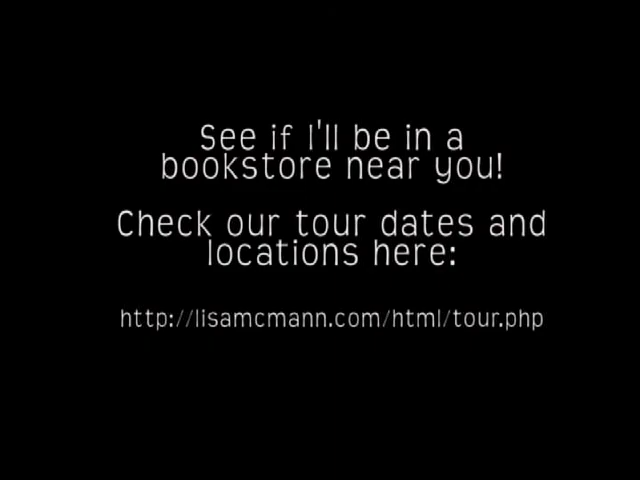 See if I'll be in a
bookstore near you!
Check our tour dates and
locations here:
http://lisamcmann.com/html/tour.php